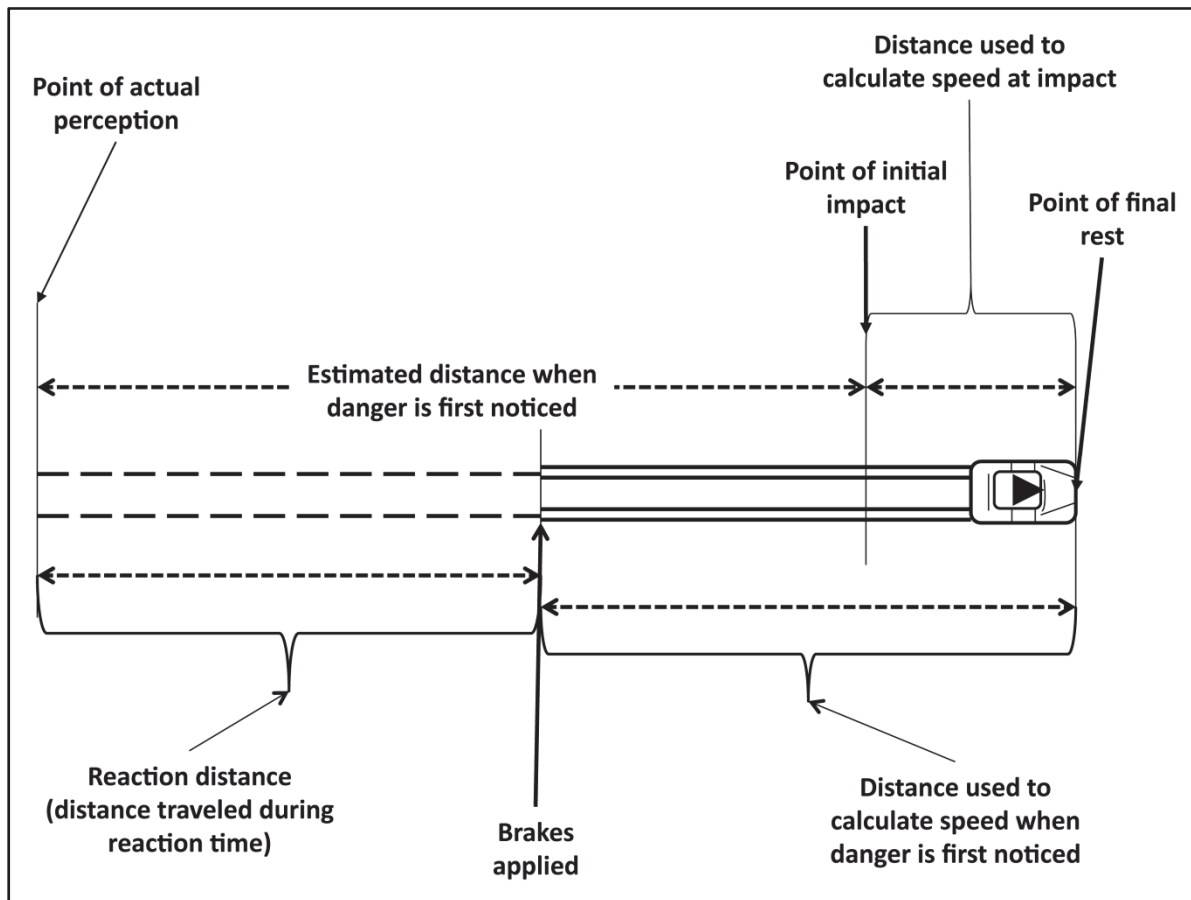 Distance used to
calculate speed at impact
Point of actual
perception
Point of initial
impact
Point of final
rest
Estimated distance when
danger is first noticed
Reaction distance
(distance traveled during
reaction time)
Brakes
applied
Distance used to
calculate speed when
danger is first noticed